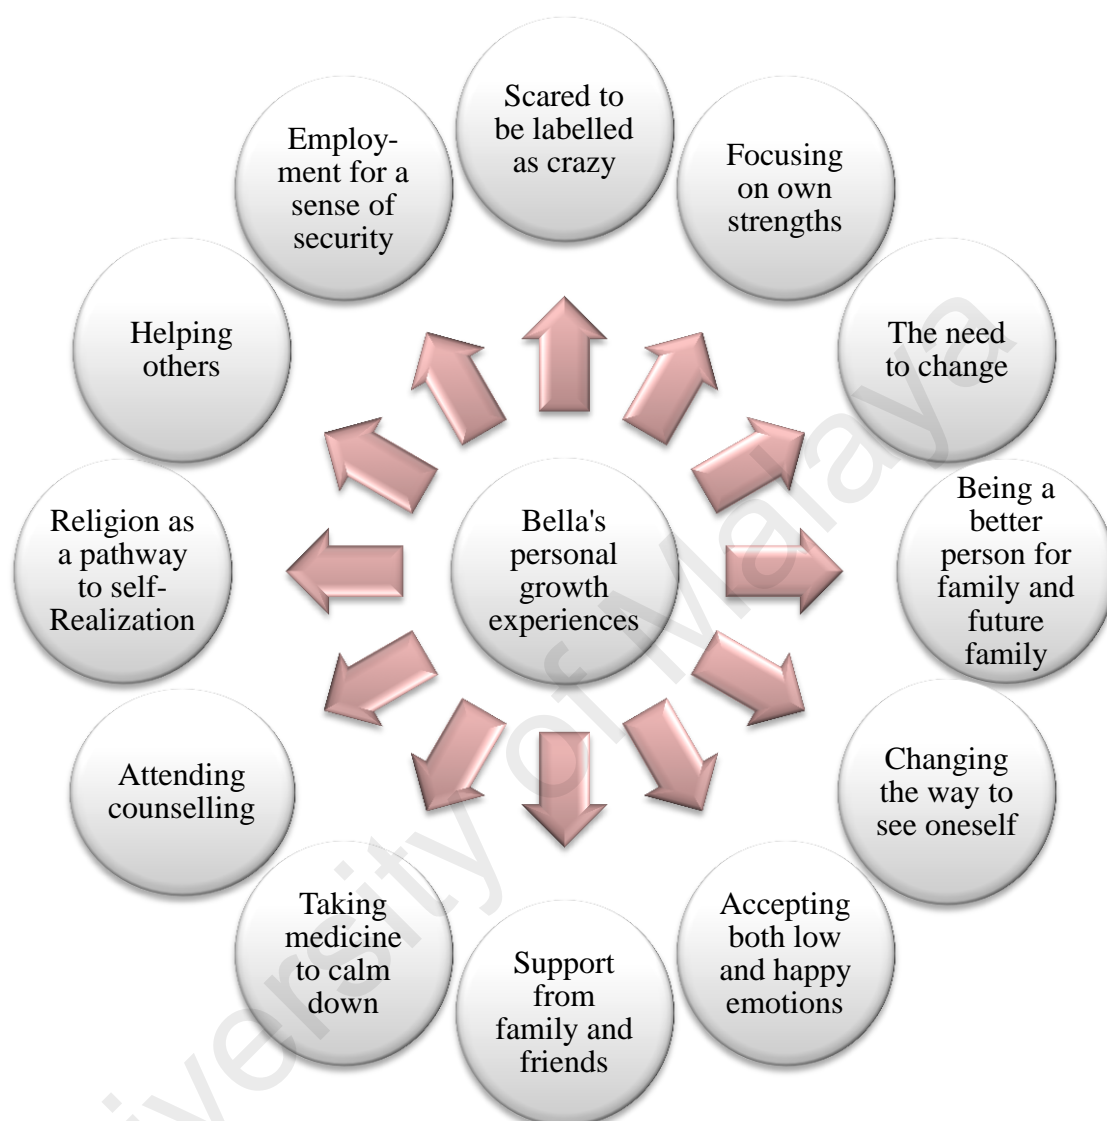 Scared to
be labelled
as crazy
Focusing
on own
strengths
The need
to change
Being a
better
person for
family and
future
family
Changing
the way to
see oneself
Accepting
both low
and happy
emotions
Support
from
family and
friends
Taking
medicine
to calm
down
Attending
counselling
Religion as
a pathway
to self-
Realization
Helping
others
Employ-
ment for a
sense of
security
Bella's
personal
growth
experiences
versity of Malaya